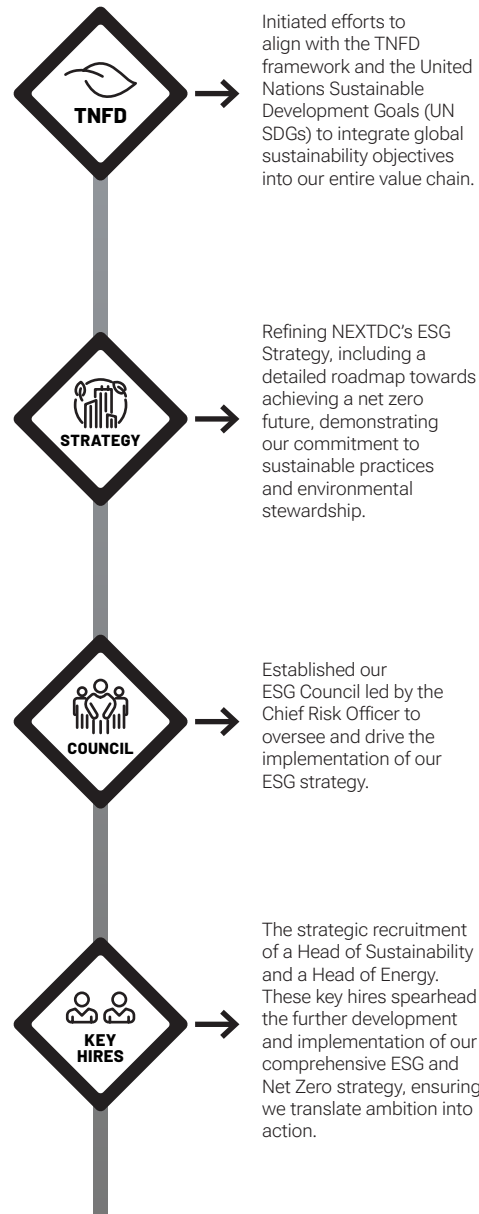 TNFD
Initiated efforts to
align with the TNFD
framework and the United
Nations Sustainable
Development Goals (UN
SDGs) to integrate global
sustainability objectives
into our entire value chain.
STRATEGY
Refining NEXTDC's ESG
Strategy, including a
detailed roadmap towards
achieving a net zero
future, demonstrating
our commitment to
sustainable practices
and environmental
stewardship.
COUNCIL
Established our
ESG Council led by the
Chief Risk Officer to
oversee and drive the
implementation of our
ESG strategy.
KEY
HIRES
The strategic recruitment
of a Head of Sustainability
and a Head of Energy.
These key hires spearhead
the further development
and implementation of our
comprehensive ESG and
Net Zero strategy, ensuring
we translate ambition into
action.